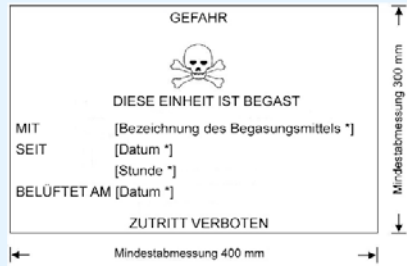 GEFAHR
DIESE EINHEIT IST BEGAST
MIT [Bezeichnung des Begasungsmittels *]
SEIT [Datum *]
[Stunde *]
BELÜFTET AM [Datum *]
ZUTRITT VERBOTEN
Mindestabmessung 400 mm
Mindestabmessung 300 mm